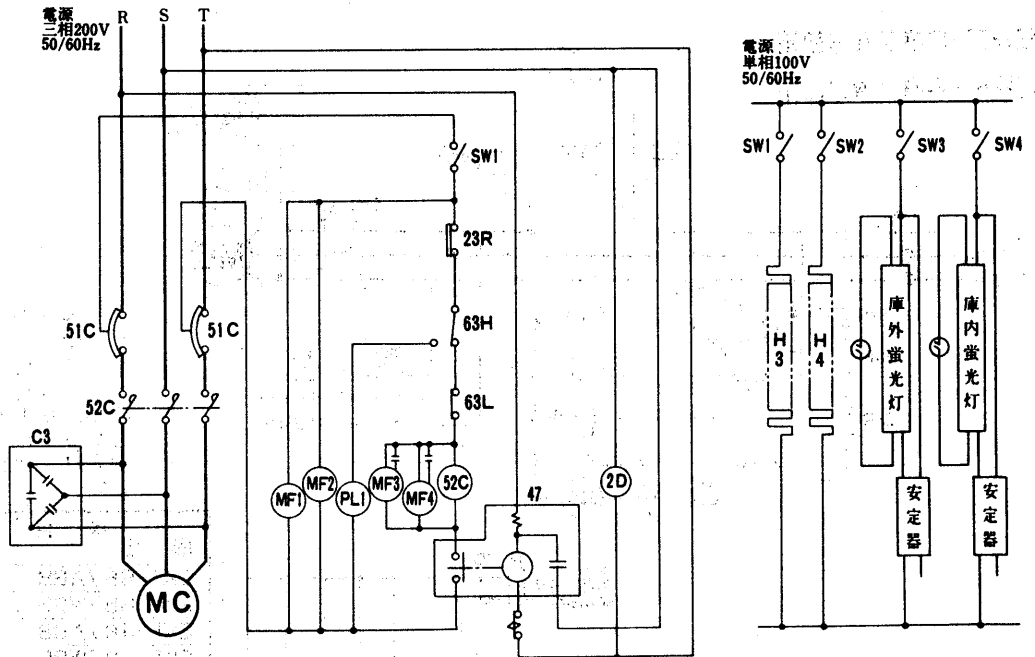 電源
三相200V
50/60Hz
R
S
T
電源
単相100V
50/60Hz
SW1
SW1
SW2
SW3
SW4
23R
51C
51C
63H
H3
H4
庫外蛍光灯
庫内蛍光灯
63L
52C
C3
MF1
MF2
PL1
MF3
MF4
52C
2D
47
安定器
安定器
MC